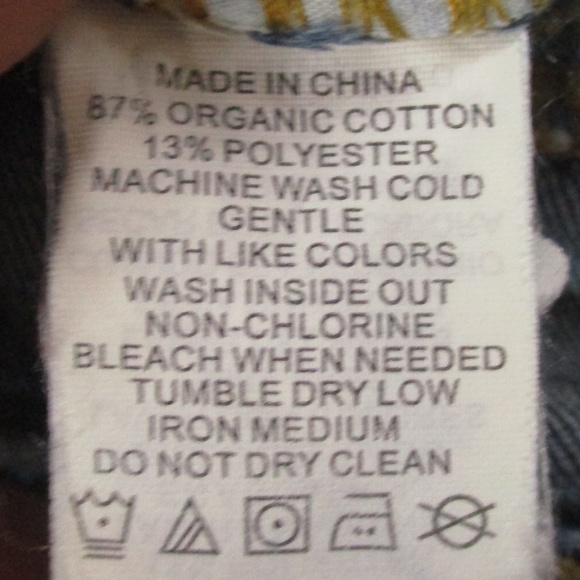 MADE IN CHINA
87% ORGANIC COTTON
13% POLYESTER
MACHINE WASH COLD
GENTLE
WITH LIKE COLORS
WASH INSIDE OUT
NON-CHLORINE
BLEACH WHEN NEEDED
TUMBLE DRY LOW
IRON MEDIUM
DO NOT DRY CLEAN